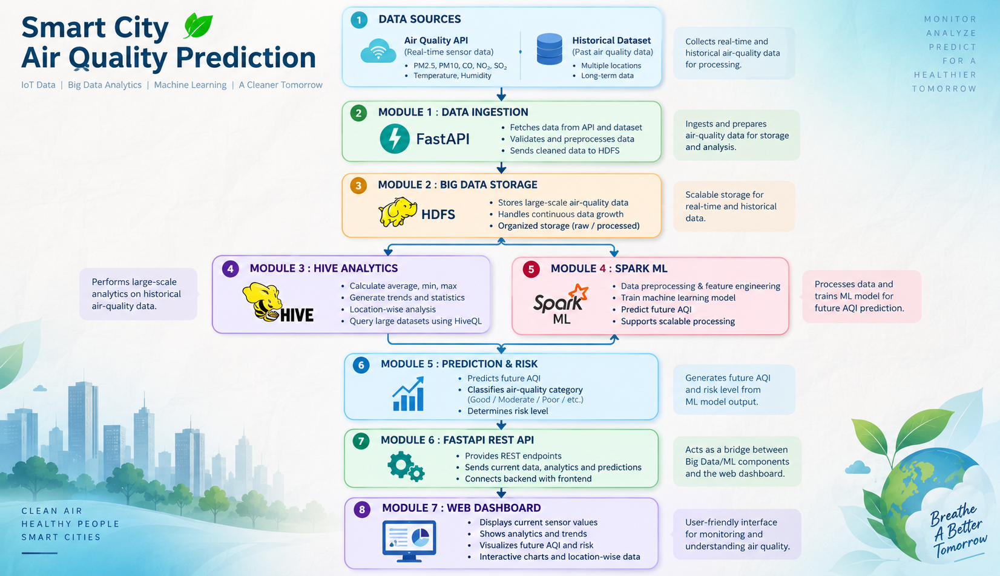 Smart City
Air Quality Prediction
IoT Data | Big Data Analytics | Machine Learning | A Cleaner Tomorrow
MONITOR
ANALYZE
PREDICT
FOR A
HEALTHIER
TOMORROW
1 DATA SOURCES
Air Quality API
(Real-time sensor data)
• PM2.5, PM10, CO, NO₂, SO₂
• Temperature, Humidity
Historical Dataset
(Past air quality data)
• Multiple locations
• Long-term data
Collects real-time and
historical air-quality data
for processing.
2 MODULE 1 : DATA INGESTION
FastAPI
• Fetches data from API and dataset
• Validates and preprocesses data
• Sends cleaned data to HDFS
Ingests and prepares
air-quality data for storage
and analysis.
3 MODULE 2 : BIG DATA STORAGE
HDFS
• Stores large-scale air-quality data
• Handles continuous data growth
• Organized storage (raw / processed)
Scalable storage for
real-time and historical
data.
Performs large-scale
analytics on historical
air-quality data.
4 MODULE 3 : HIVE ANALYTICS
HIVE
• Calculate average, min, max
• Generate trends and statistics
• Location-wise analysis
• Query large datasets using HiveQL
5 MODULE 4 : SPARK ML
Spark
ML
• Data preprocessing & feature engineering
• Train machine learning model
• Predict future AQI
• Supports scalable processing
Processes data and
trains ML model for
future AQI prediction.
6 MODULE 5 : PREDICTION & RISK
• Predicts future AQI
• Classifies air-quality category
(Good / Moderate / Poor / etc.)
• Determines risk level
Generates future AQI
and risk level from
ML model output.
7 MODULE 6 : FASTAPI REST API
• Provides REST endpoints
• Sends current data, analytics and predictions
• Connects backend with frontend
Acts as a bridge between
Big Data/ML components
and the web dashboard.
8 MODULE 7 : WEB DASHBOARD
• Displays current sensor values
• Shows analytics and trends
• Visualizes future AQI and risk
• Interactive charts and location-wise data
User-friendly interface
for monitoring and
understanding air quality.
CLEAN AIR
HEALTHY PEOPLE
SMART CITIES
Breathe
A Better
Tomorrow